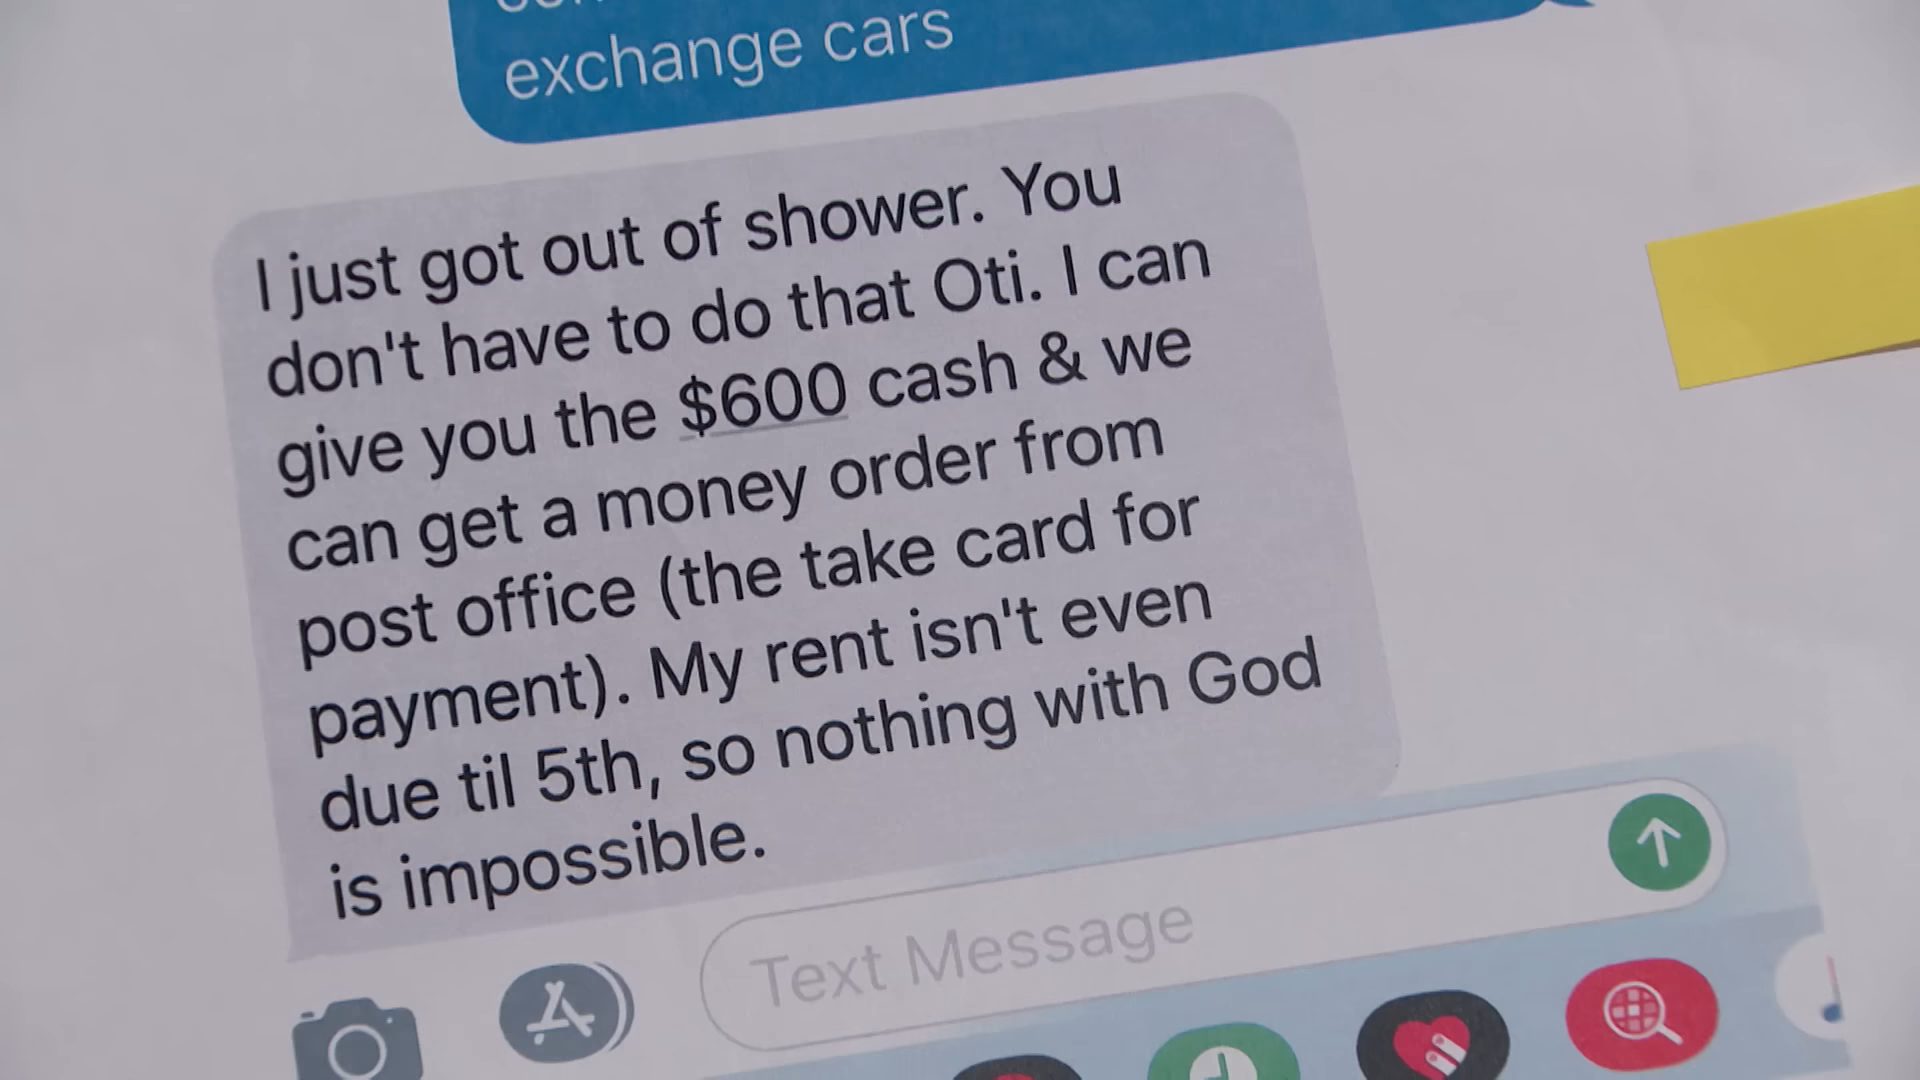 exchange cars
I just got out of shower. You
don't have to do that Oti. I can
give you the $600 cash & we
can get a money order from
post office (the take card for
payment). My rent isn't even
due til 5th, so nothing with God
is impossible.
Text Message